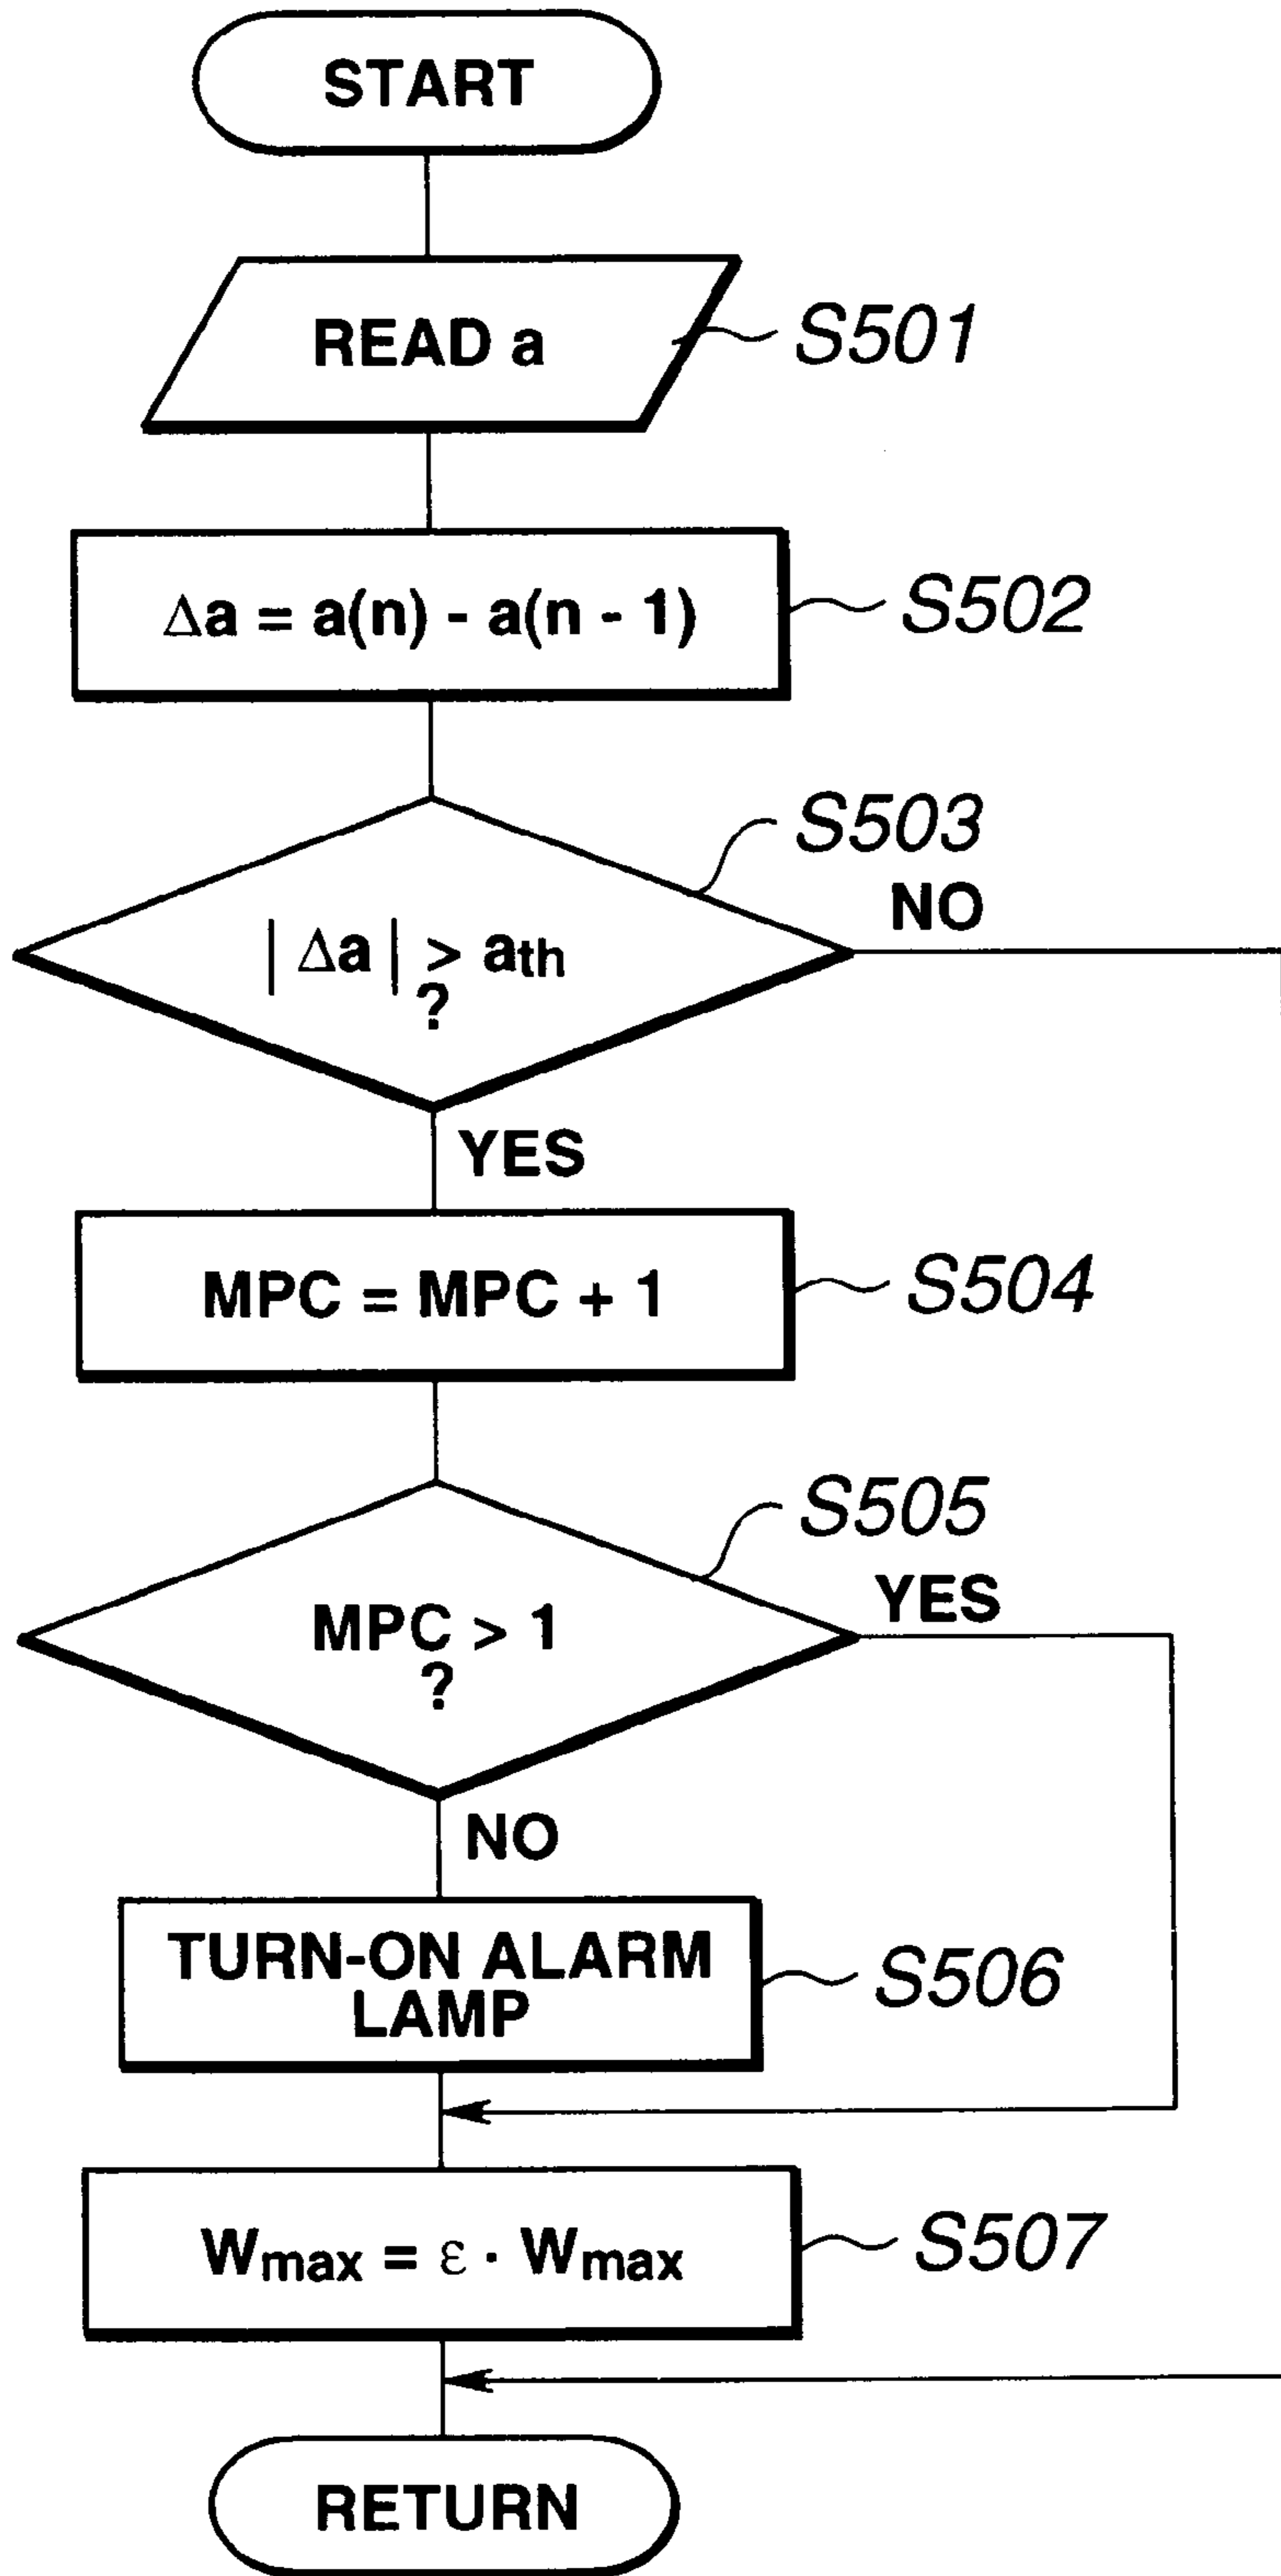 START
READ a
S501
Δa = a(n) - a(n - 1)
S502
S503
NO
| Δa | > ath
?
YES
MPC = MPC + 1
S504
S505
YES
MPC > 1
?
NO
TURN-ON ALARM
LAMP
S506
Wmax = ε · Wmax
S507
RETURN